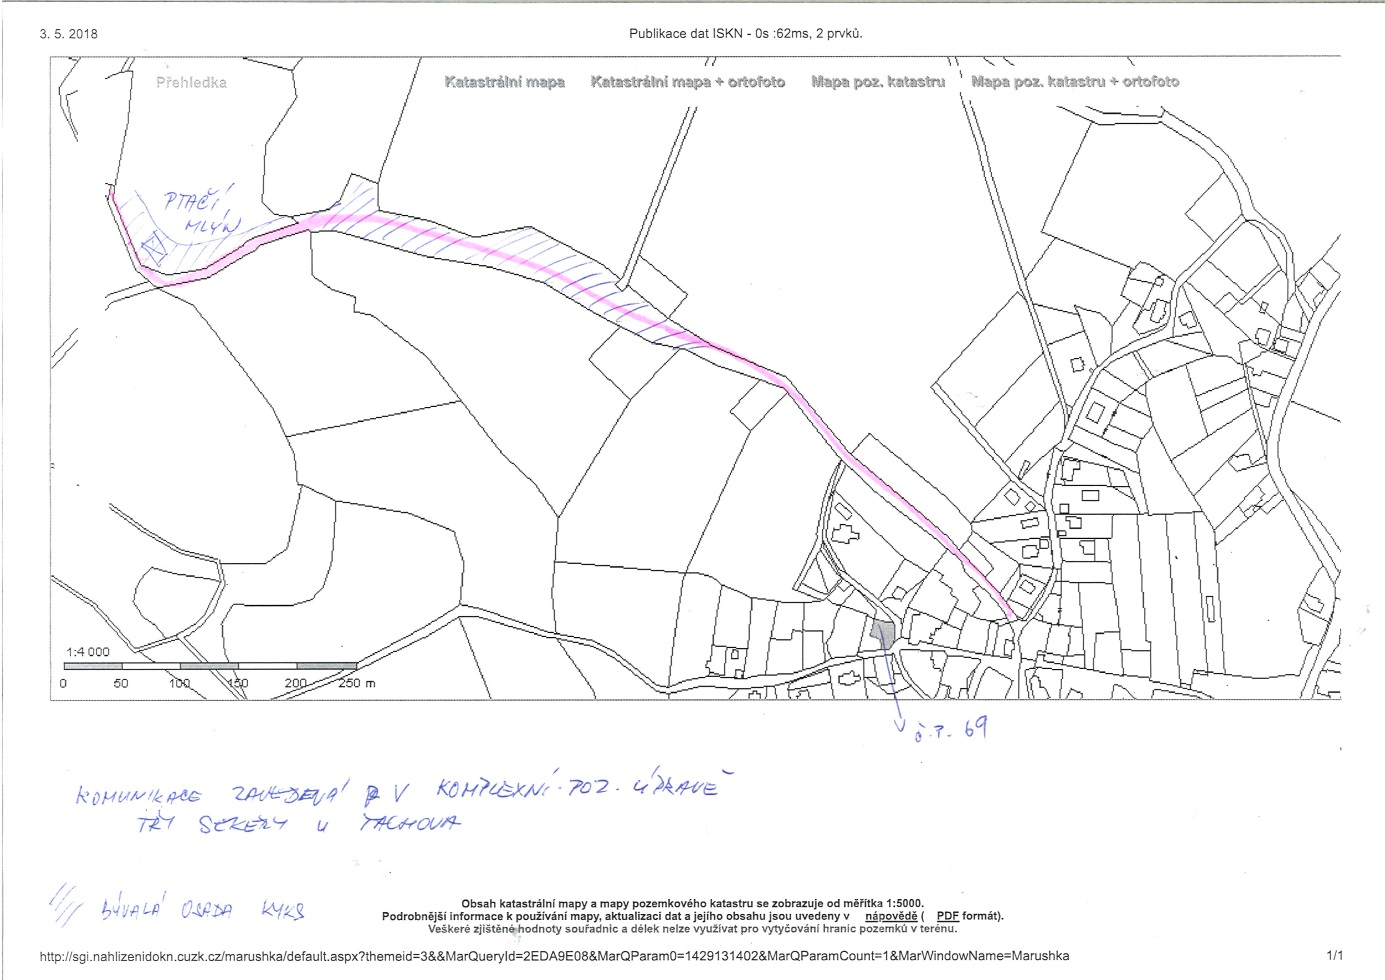 3. 5. 2018
Publikace dat ISKN - 0s :62ms, 2 prvků.
Přehledka
Katastrální mapa
Katastrální mapa + ortofoto
Mapa poz. katastru
Mapa poz. katastru + ortofoto
PTAČÍ
MLÝN
1:4 000
0 50 100 150 200 250 m
č.p. 69
KOMUNIKACE ZAVEDENÁ V KOMPLEXNÍ POZ. ÚPRAVĚ
TŘI SEKERY U TACHOVA
BÝVALÁ OSADA KYKS
Obsah katastrální mapy a mapy pozemkového katastru se zobrazuje od měřítka 1:5000.
Podrobnější informace k používání mapy, aktualizaci dat a jejího obsahu jsou uvedeny v nápovědě ( PDF formát).
Veškeré zjištěné hodnoty souřadnic a délek nelze využívat pro vytyčování hranic pozemků v terénu.
http://sgi.nahlizenidokn.cuzk.cz/marushka/default.aspx?themeid=3&&MarQueryId=2EDA9E08&MarQParam0=1429131402&MarQParamCount=1&MarWindowName=Marushka
1/1